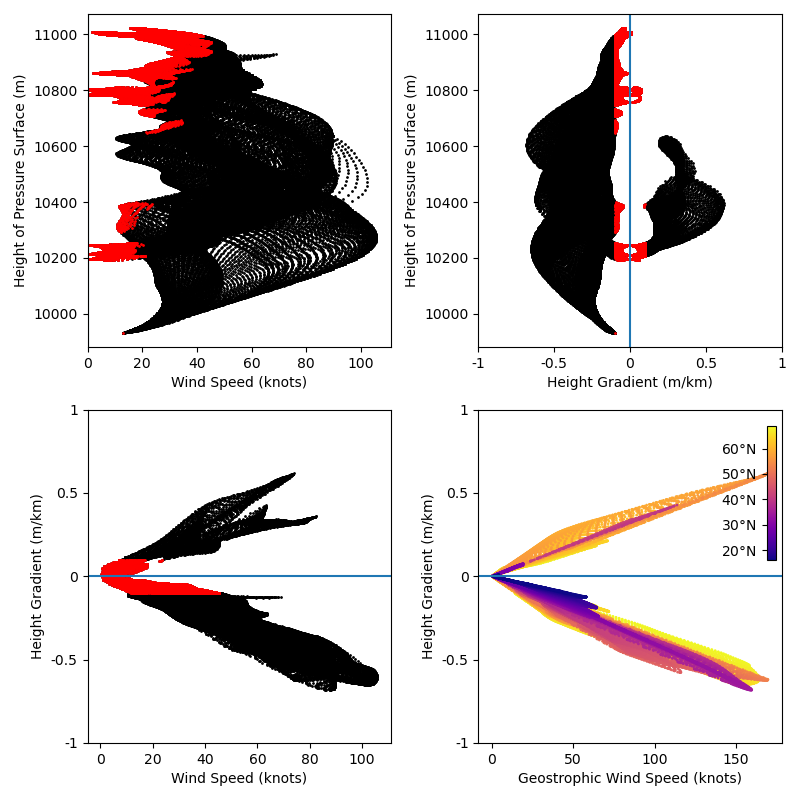 11000
10800
10600
10400
10200
10000
Height of Pressure Surface (m)
0 20 40 60 80 100
Wind Speed (knots)
11000
10800
10600
10400
10200
10000
Height of Pressure Surface (m)
-1 -0.5 0 0.5 1
Height Gradient (m/km)
1
0.5
0
-0.5
-1
Height Gradient (m/km)
0 20 40 60 80 100
Wind Speed (knots)
1
0.5
0
-0.5
-1
Height Gradient (m/km)
60°N
50°N
40°N
30°N
20°N
0 50 100 150
Geostrophic Wind Speed (knots)